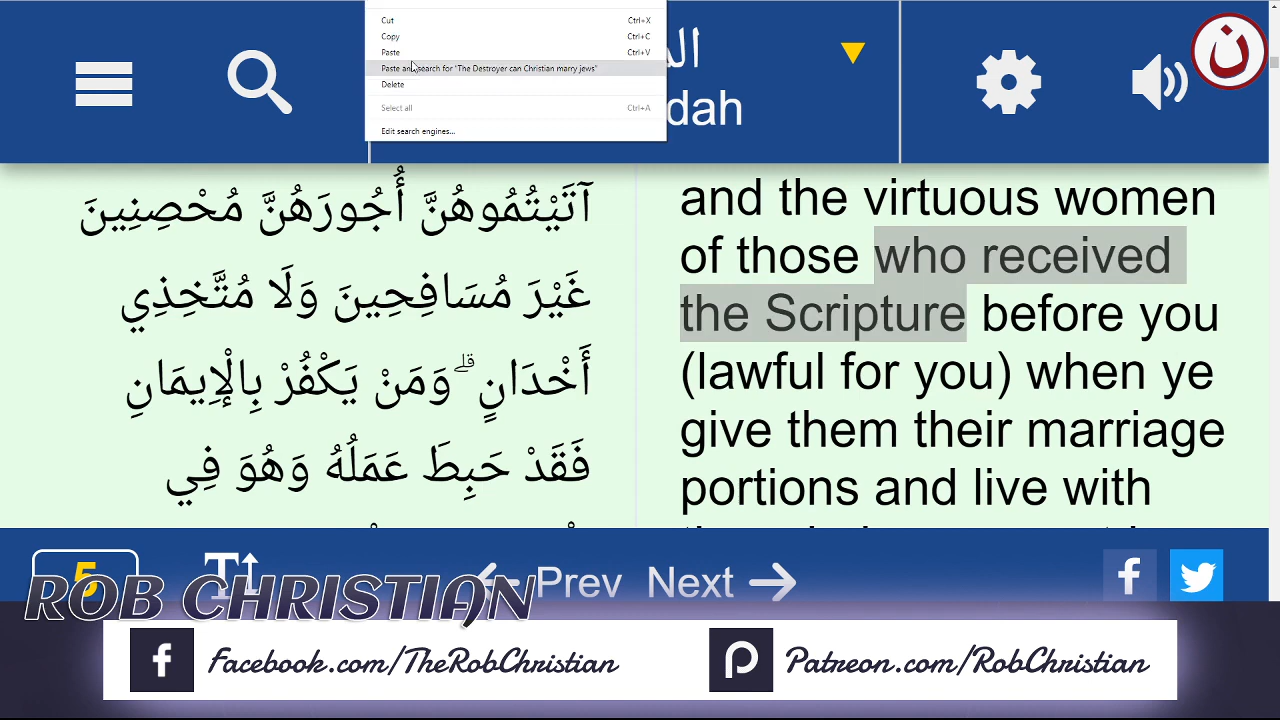 Cut Ctrl+X
Copy Ctrl+C
Paste Ctrl+V
Paste and search for "The Destroyer can Christian marry jews"
Delete
Select all Ctrl+A
Edit search engines...
dah
ن
آتَيْتُمُوهُنَّ أُجُورَهُنَّ مُحْصِنِينَ
غَيْرَ مُسَافِحِينَ وَلَا مُتَّخِذِي
أَخْدَانٍ ۗ وَمَنْ يَكْفُرْ بِالْإِيمَانِ
فَقَدْ حَبِطَ عَمَلُهُ وَهُوَ فِي
and the virtuous women
of those who received
the Scripture before you
(lawful for you) when ye
give them their marriage
portions and live with
5
Prev Next
ROB CHRISTIAN
Facebook.com/TheRobChristian
Patreon.com/RobChristian